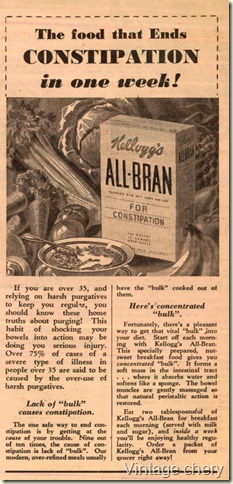 The food that Ends
CONSTIPATION
in one week!
Kellogg's
ALL-BRAN
FOR
CONSTIPATION
If you are over 35, and
relying on harsh purgatives
to keep you regular, you
should know these home
truths about purging! This
habit of shocking your
bowels into action may be
doing you serious injury.
Over 75% of cases of a
severe type of illness in
people over 35 are said to be
caused by the over-use of
harsh purgatives.
Lack of "bulk"
causes constipation.
The one safe way to end con-
stipation is by getting at the
cause of your trouble. Nine out
of ten times, the cause of con-
stipation is lack of "bulk". Our
modern, over-refined meals usually
have the "bulk" cooked out of
them.
Here's concentrated
"bulk".
Fortunately, there's a pleasant
way to get that vital "bulk" into
your diet. Start off each morn-
ing with Kellogg's All-Bran.
This specially prepared, nut-
sweet breakfast food gives you
concentrated "bulk". It forms a
soft mass in the intestinal tract
. . . where it absorbs water and
softens like a sponge. The bowel
muscles are gently massaged so
that natural peristaltic action is
restored.
Eat two tablespoonsful of
Kellogg's All-Bran for breakfast
each morning (served with milk
and sugar), and inside a week
you'll be enjoying healthy regu-
larity. Order a packet of
Kellogg's All-Bran from your
grocer right away!
Vintage chery